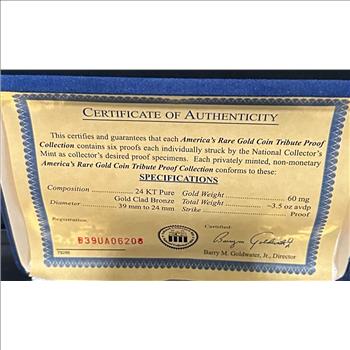 CERTIFICATE OF AUTHENTICITY
This certifies and guarantees that each America's Rare Gold Coin Tribute Proof
Collection contains six proofs each individually struck by the National Collector's
Mint as collector's desired proof specimens. Each privately minted, non-monetary
America's Rare Gold Coin Tribute Proof Collection conforms to these:
SPECIFICATIONS
Composition 24 KT Pure Gold Weight 60 mg
Gold Clad Bronze Total Weight ~3.5 oz avdp
Diameter 39 mm to 24 mm Strike Proof
Registration: Certified:
B39UA06208 Barry M. Goldwater, Jr.
Barry M. Goldwater, Jr., Director